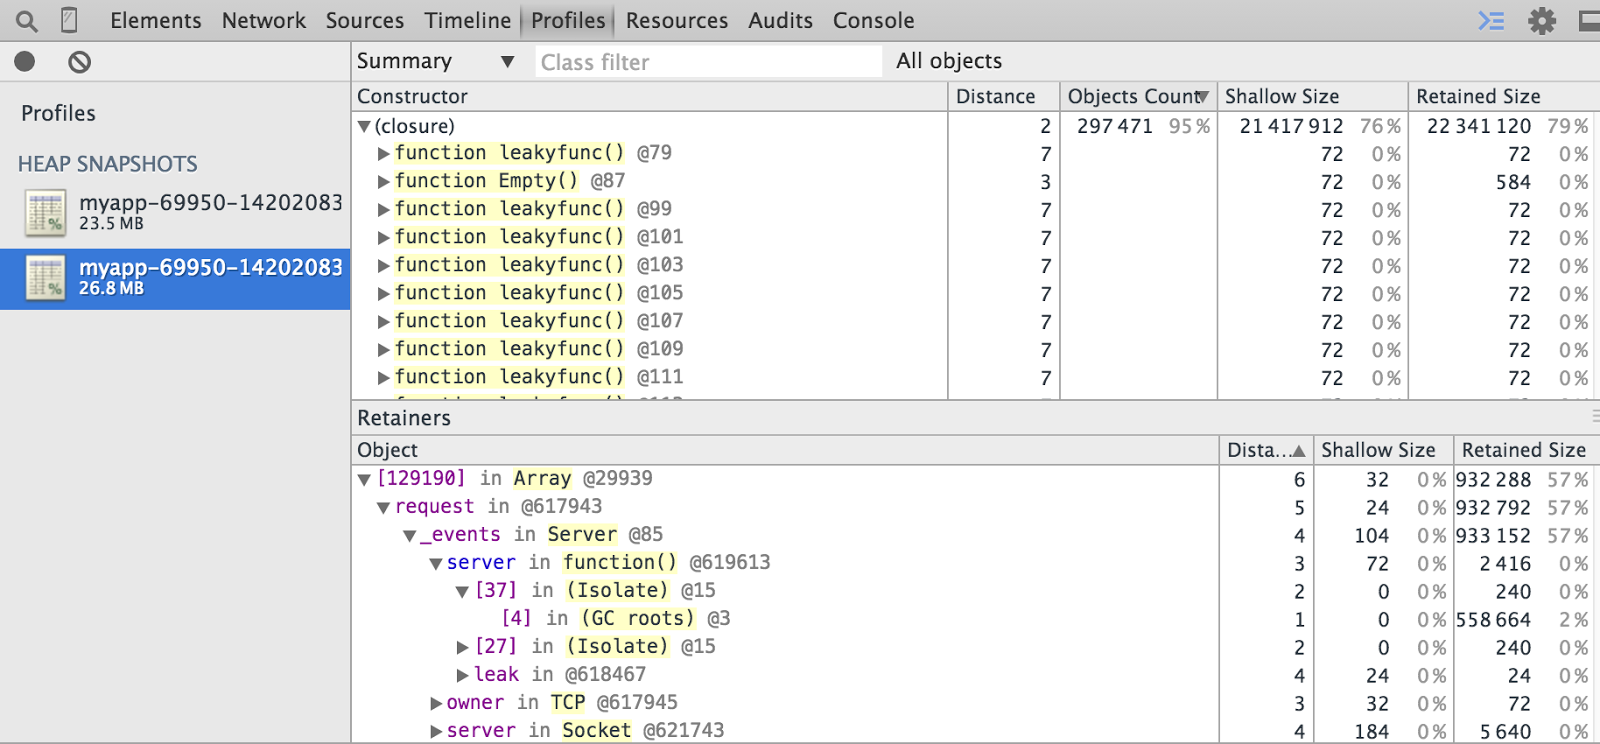 Elements Network Sources Timeline Profiles Resources Audits Console
Summary ▼ Class filter All objects
Profiles
HEAP SNAPSHOTS
myapp-69950-14202083
23.5 MB
myapp-69950-14202083
26.8 MB
Constructor Distance Objects Count▼ Shallow Size Retained Size
▼(closure) 2 297 471 95% 21 417 912 76% 22 341 120 79%
▶function leakyfunc() @79 7 72 0% 72 0%
▶function Empty() @87 3 72 0% 584 0%
▶function leakyfunc() @99 7 72 0% 72 0%
▶function leakyfunc() @101 7 72 0% 72 0%
▶function leakyfunc() @103 7 72 0% 72 0%
▶function leakyfunc() @105 7 72 0% 72 0%
▶function leakyfunc() @107 7 72 0% 72 0%
▶function leakyfunc() @109 7 72 0% 72 0%
▶function leakyfunc() @111 7 72 0% 72 0%
Retainers
Object Dista...▲ Shallow Size Retained Size
▼[129190] in Array @29939 6 32 0% 932 288 57%
▼request in @617943 5 24 0% 932 792 57%
▼_events in Server @85 4 104 0% 933 152 57%
▼server in function() @619613 3 72 0% 2 416 0%
▼[37] in (Isolate) @15 2 0 0% 240 0%
[4] in (GC roots) @3 1 0 0% 558 664 2%
▶[27] in (Isolate) @15 2 0 0% 240 0%
▶leak in @618467 4 24 0% 24 0%
▶owner in TCP @617945 3 32 0% 72 0%
▶server in Socket @621743 4 184 0% 5 640 0%